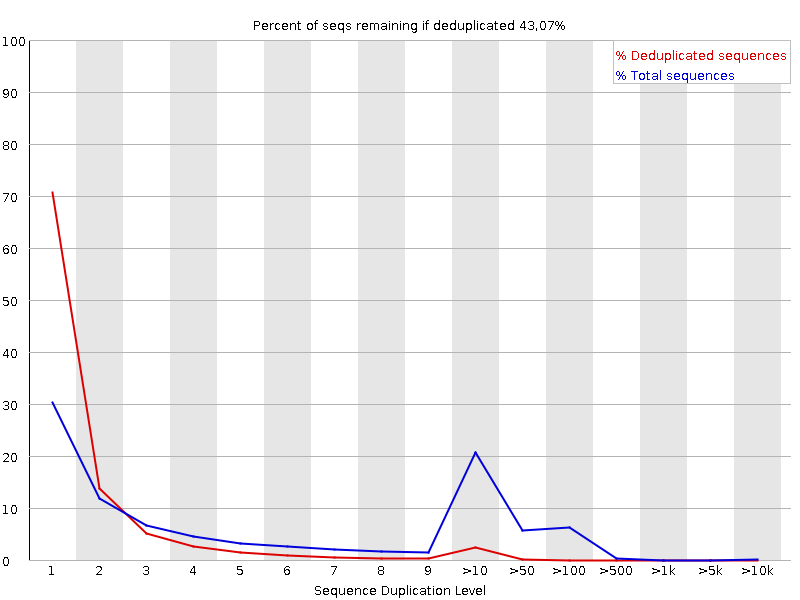 Percent of seqs remaining if deduplicated 43,07%
% Deduplicated sequences
% Total sequences
100
90
80
70
60
50
40
30
20
10
0
1 2 3 4 5 6 7 8 9 >10 >50 >100 >500 >1k >5k >10k
Sequence Duplication Level